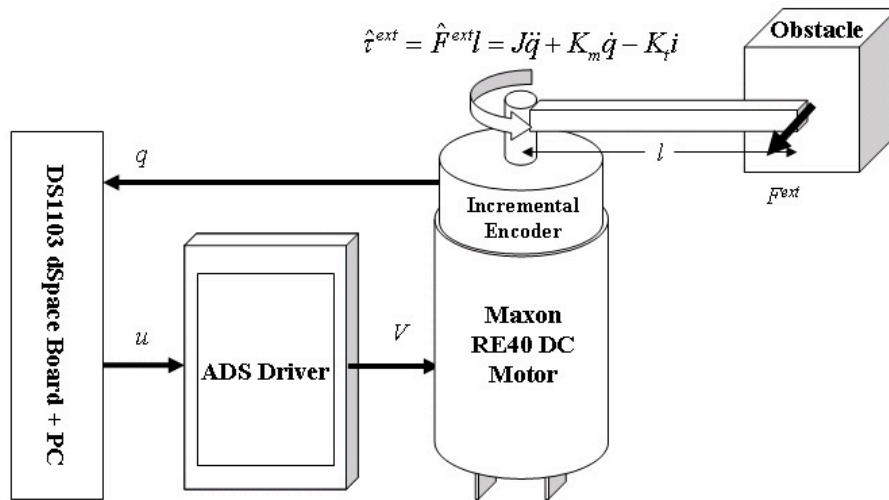 Obstacle
τ̂^ext = F̂^ext l = Jq̈ + K_m q̇ − K_t i
l
F^ext
q
Incremental
Encoder
DS1103 dSpace Board + PC
u
ADS Driver
V
Maxon
RE40 DC
Motor